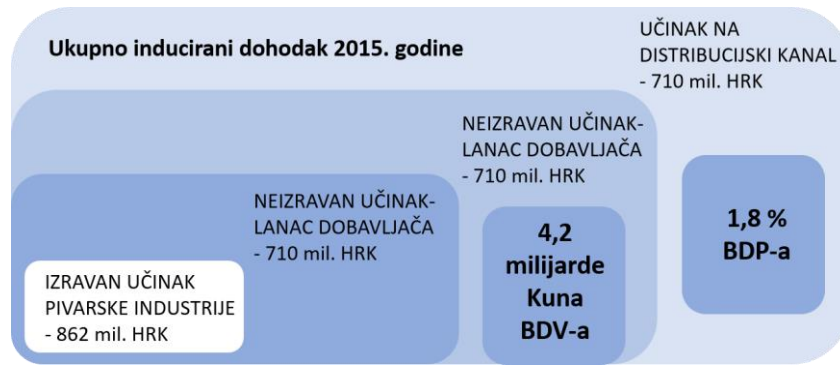 Ukupno inducirani dohodak 2015. godine
UČINAK NA
DISTRIBUCIJSKI KANAL
- 710 mil. HRK
NEIZRAVAN UČINAK-
LANAC DOBAVLJAČA
- 710 mil. HRK
NEIZRAVAN UČINAK-
LANAC DOBAVLJAČA
- 710 mil. HRK
IZRAVAN UČINAK
PIVARSKE INDUSTRIJE
- 862 mil. HRK
4,2
milijarde
Kuna
BDV-a
1,8 %
BDP-a